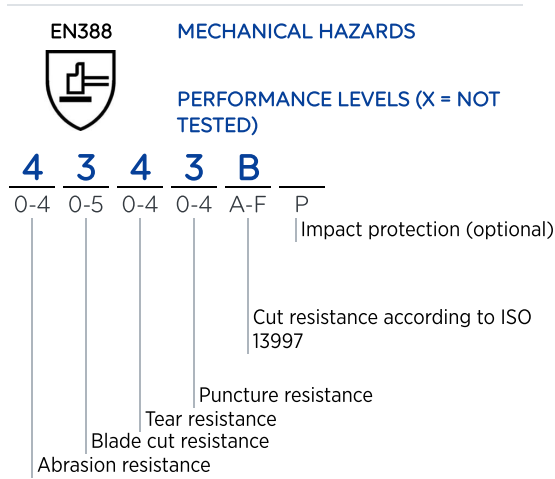 EN388
MECHANICAL HAZARDS
PERFORMANCE LEVELS (X = NOT
TESTED)
4 3 4 3 B
0-4 0-5 0-4 0-4 A-F P
Impact protection (optional)
Cut resistance according to ISO
13997
Puncture resistance
Tear resistance
Blade cut resistance
Abrasion resistance